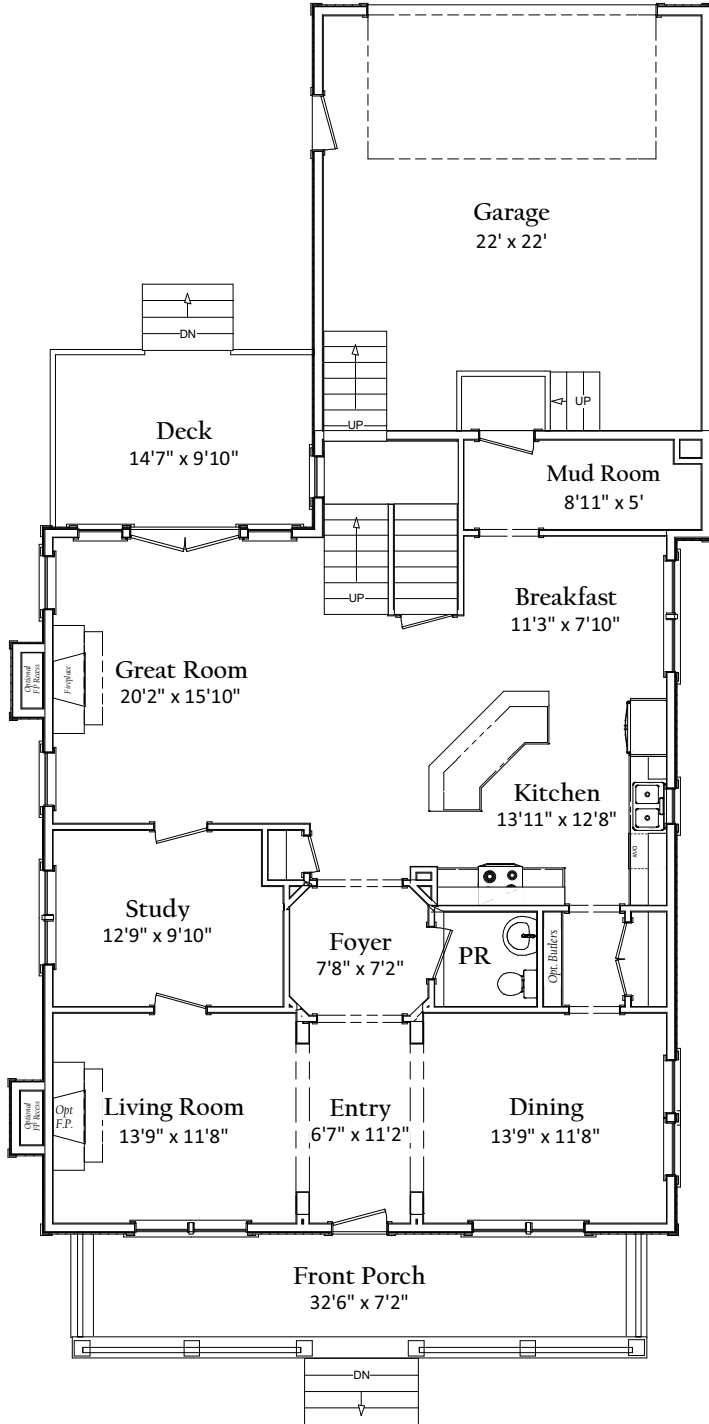 Garage
22' x 22'
DN
UP
UP
Deck
14'7" x 9'10"
Mud Room
8'11" x 5'
UP
Breakfast
11'3" x 7'10"
Optional
FP Recess
Fireplace
Great Room
20'2" x 15'10"
Kitchen
13'11" x 12'8"
D/W
Study
12'9" x 9'10"
Foyer
7'8" x 7'2"
PR
Opt. Butlers
Optional
FP Recess
Opt
F.P.
Living Room
13'9" x 11'8"
Entry
6'7" x 11'2"
Dining
13'9" x 11'8"
Front Porch
32'6" x 7'2"
DN